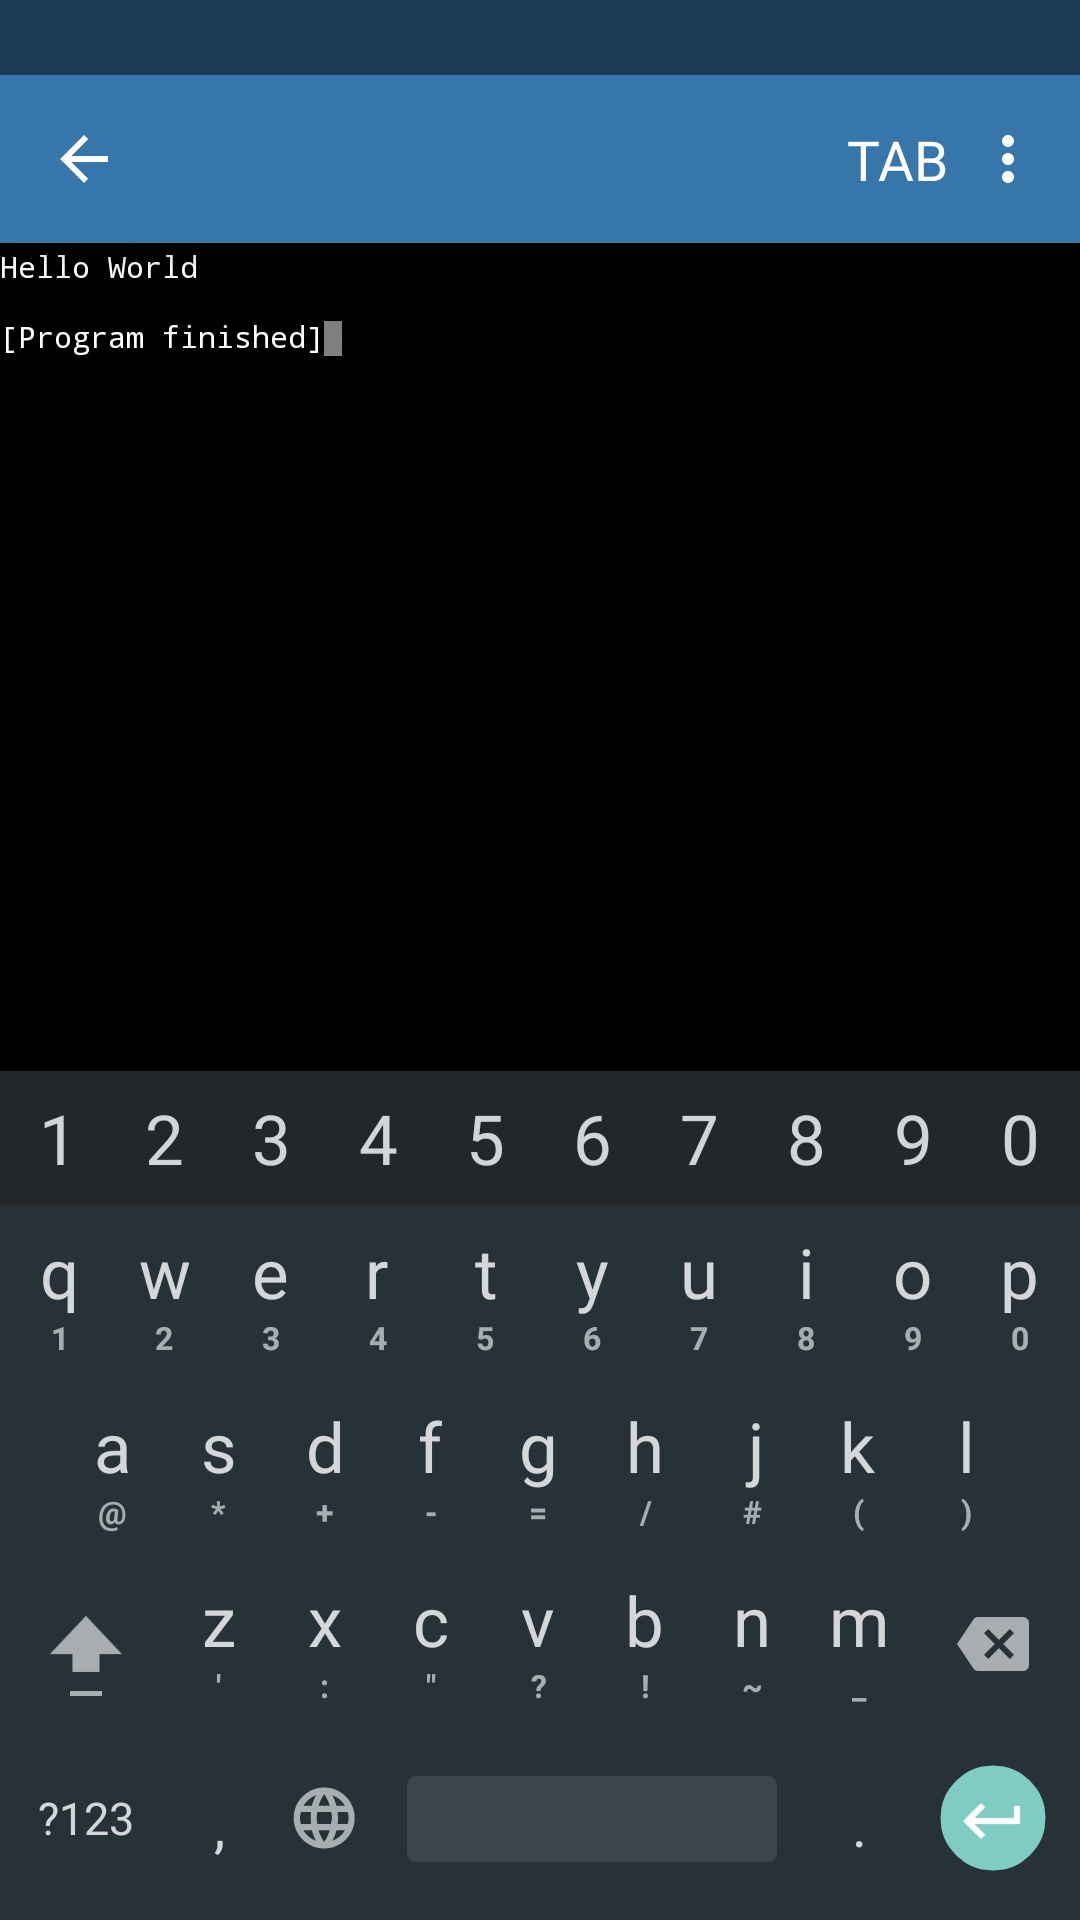 TAB
Hello World
[Program finished]
1 2 3 4 5 6 7 8 9 0
q w e r t y u i o p
1 2 3 4 5 6 7 8 9 0
a s d f g h j k l
@ * + - = / # ( )
z x c v b n m
' : " ? ! ~ _
?123 , .